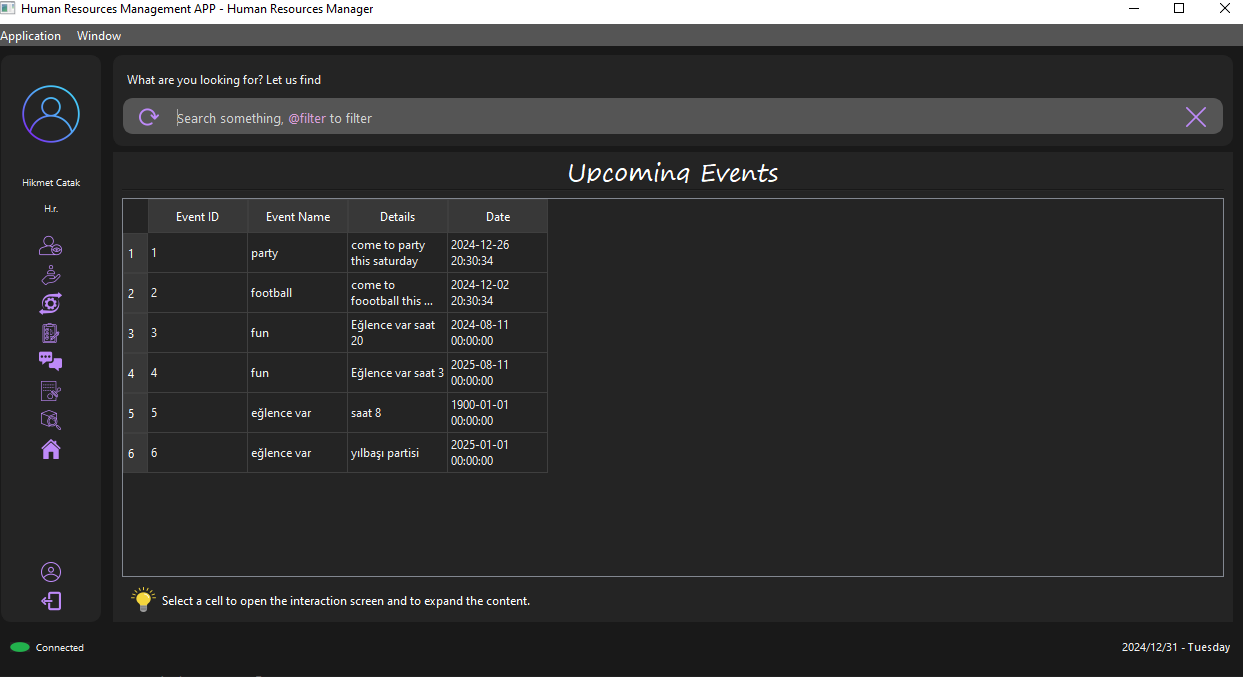 Human Resources Management APP - Human Resources Manager
Application Window
What are you looking for? Let us find
Search something, @filter to filter
Hikmet Catak
H.r.
Upcoming Events
Event ID Event Name Details Date
1 1 party come to party this saturday 2024-12-26 20:30:34
2 2 football come to foootball this ... 2024-12-02 20:30:34
3 3 fun Eğlence var saat 20 2024-08-11 00:00:00
4 4 fun Eğlence var saat 3 2025-08-11 00:00:00
5 5 eğlence var saat 8 1900-01-01 00:00:00
6 6 eğlence var yılbaşı partisi 2025-01-01 00:00:00
Select a cell to open the interaction screen and to expand the content.
Connected
2024/12/31 - Tuesday